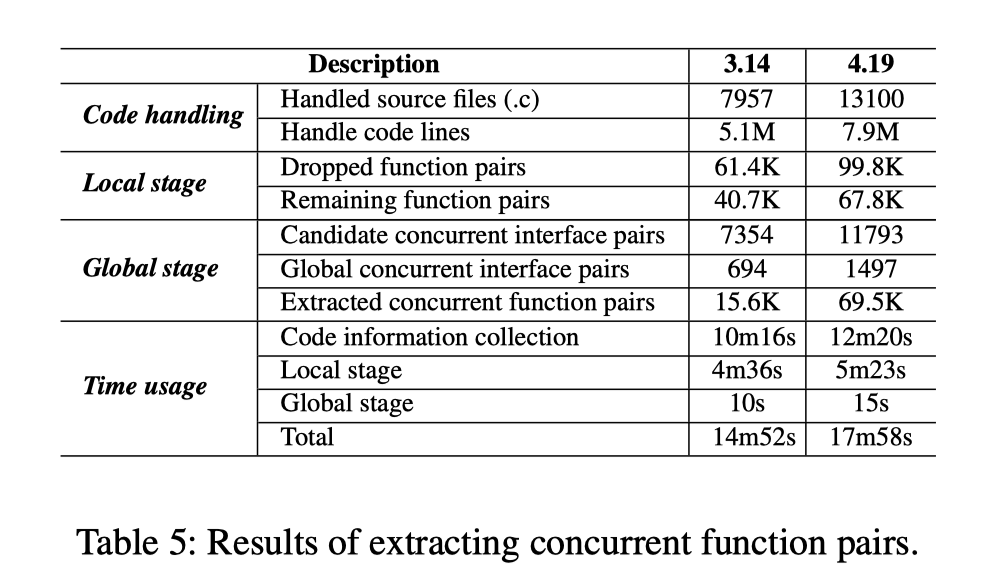 Description 3.14 4.19
Code handling Handled source files (.c) 7957 13100
Handle code lines 5.1M 7.9M
Local stage Dropped function pairs 61.4K 99.8K
Remaining function pairs 40.7K 67.8K
Global stage Candidate concurrent interface pairs 7354 11793
Global concurrent interface pairs 694 1497
Extracted concurrent function pairs 15.6K 69.5K
Time usage Code information collection 10m16s 12m20s
Local stage 4m36s 5m23s
Global stage 10s 15s
Total 14m52s 17m58s
Table 5: Results of extracting concurrent function pairs.